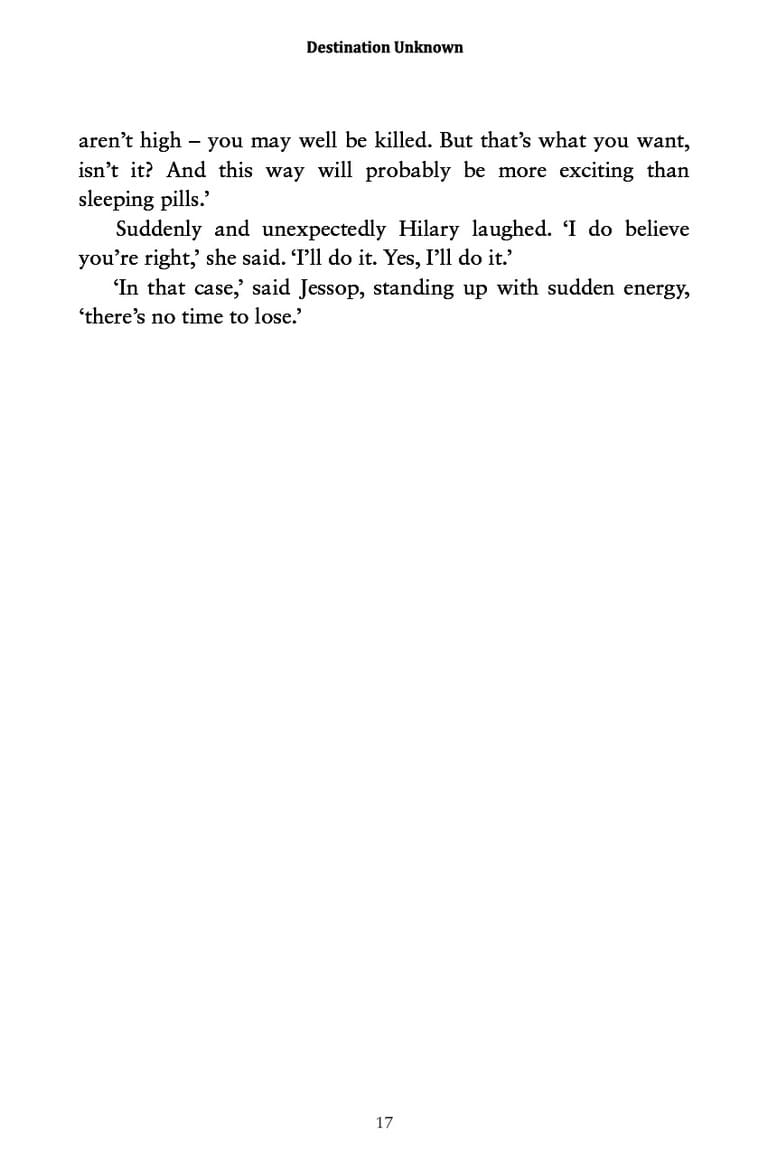 Destination Unknown
aren’t high – you may well be killed. But that’s what you want,
isn’t it? And this way will probably be more exciting than
sleeping pills.’
Suddenly and unexpectedly Hilary laughed. ‘I do believe
you’re right,’ she said. ‘I’ll do it. Yes, I’ll do it.’
‘In that case,’ said Jessop, standing up with sudden energy,
‘there’s no time to lose.’
17